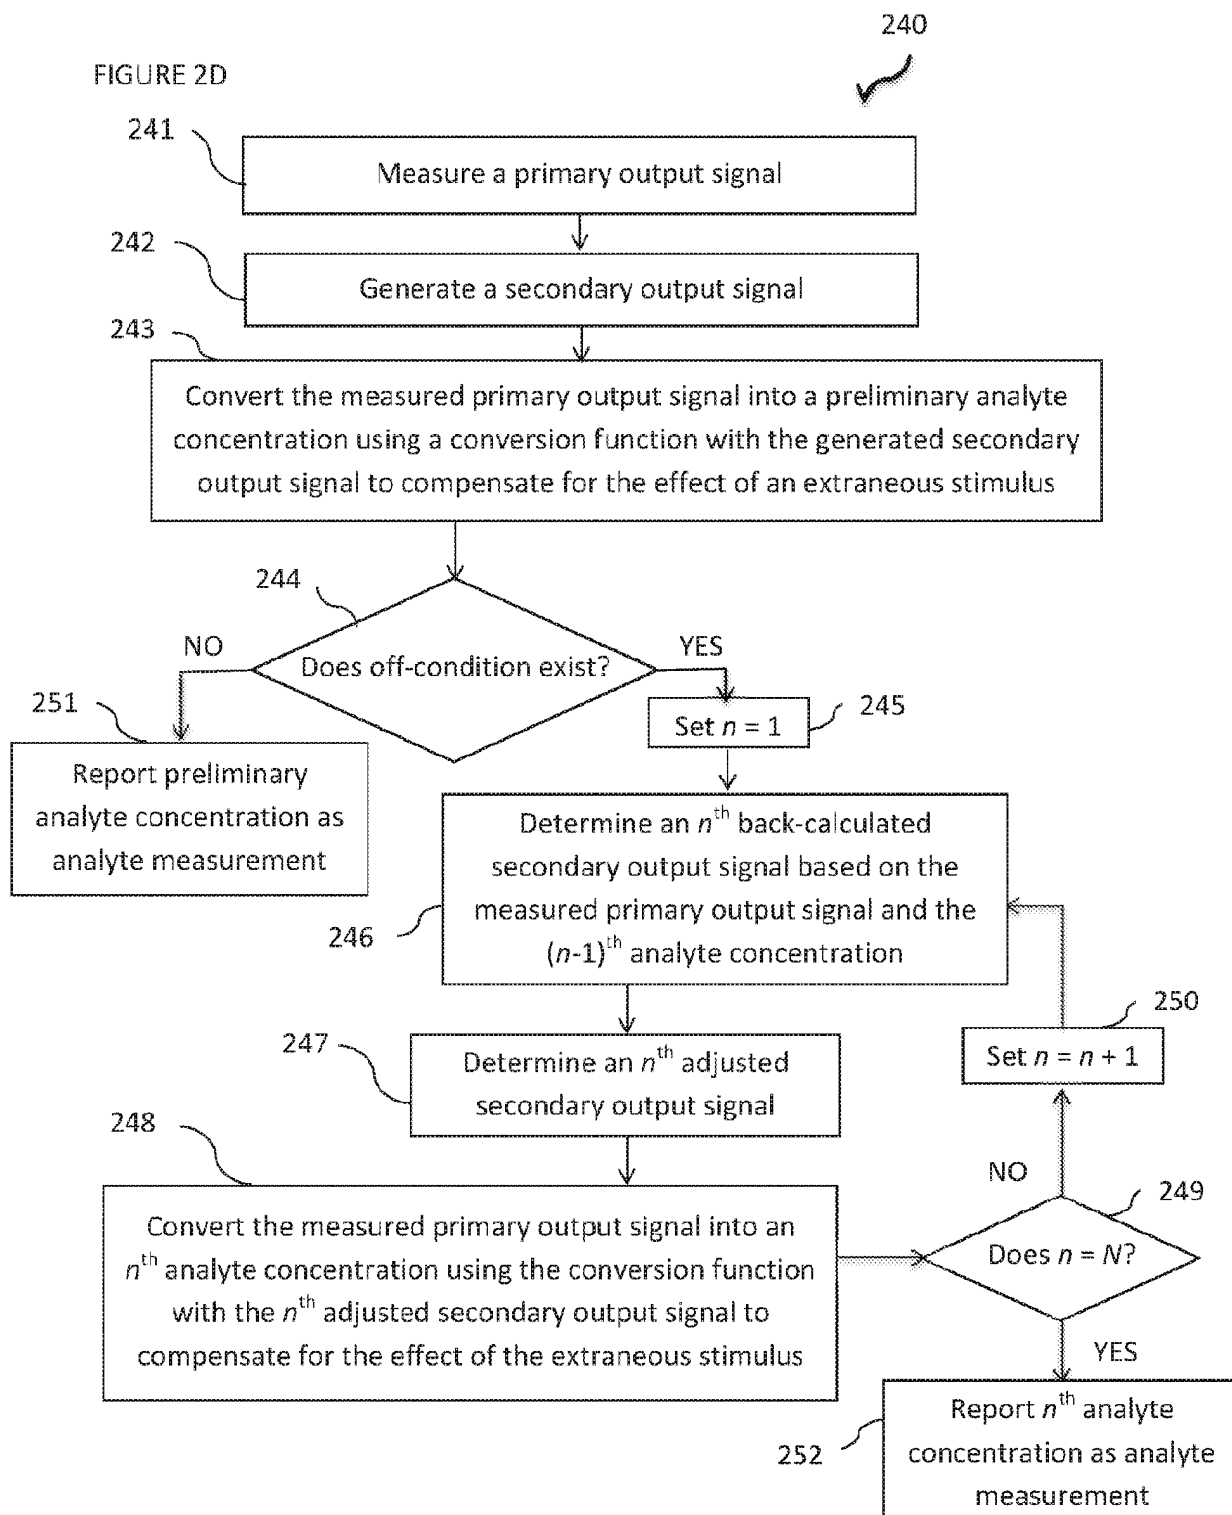 240
FIGURE 2D
241
Measure a primary output signal
242
Generate a secondary output signal
243
Convert the measured primary output signal into a preliminary analyte
concentration using a conversion function with the generated secondary
output signal to compensate for the effect of an extraneous stimulus
244
NO
YES
Does off-condition exist?
251
245
Set n = 1
Report preliminary
analyte concentration as
analyte measurement
Determine an nth back-calculated
secondary output signal based on the
measured primary output signal and the
(n-1)th analyte concentration
246
250
Set n = n + 1
247
Determine an nth adjusted
secondary output signal
248
NO
249
Convert the measured primary output signal into an
nth analyte concentration using the conversion function
with the nth adjusted secondary output signal to
compensate for the effect of the extraneous stimulus
Does n = N?
YES
252
Report nth analyte
concentration as analyte
measurement